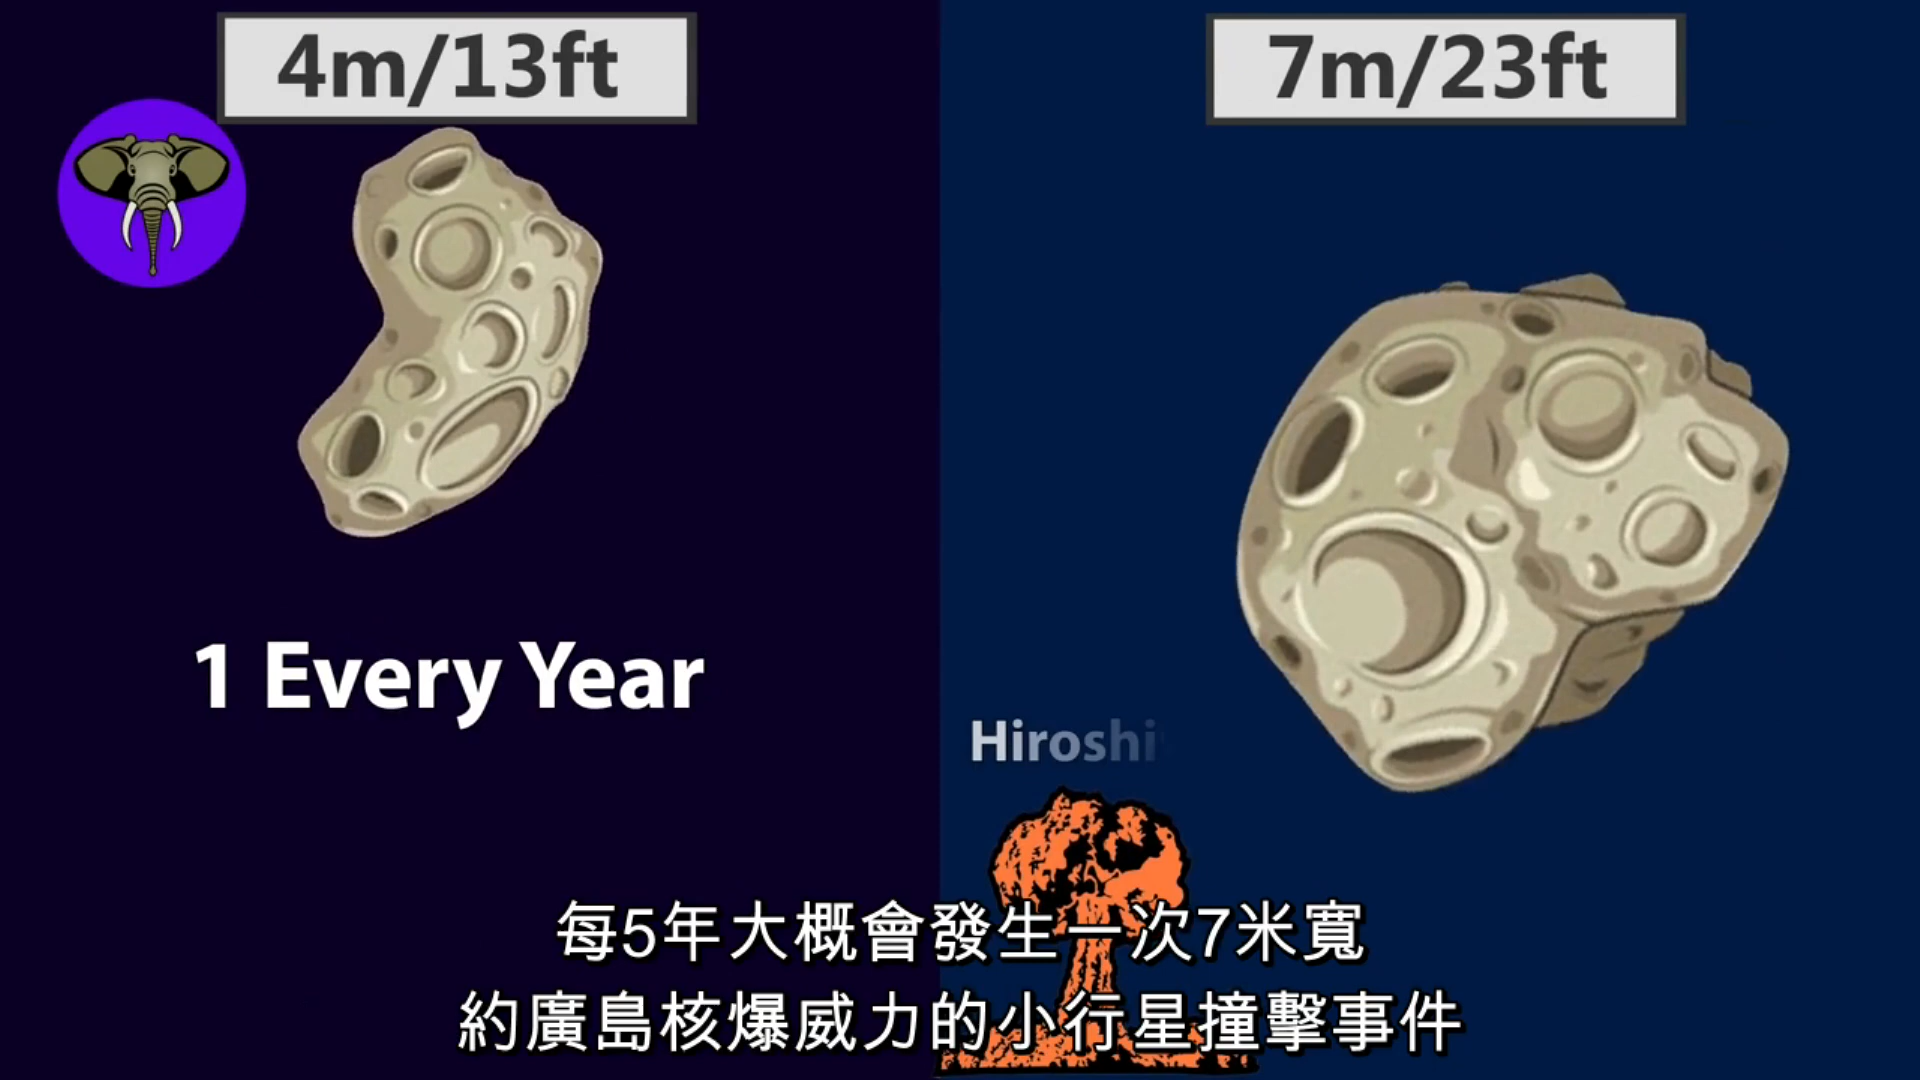 4m/13ft
7m/23ft
1 Every Year
Hiroshi
每5年大概會發生一次7米寬
約廣島核爆威力的小行星撞擊事件